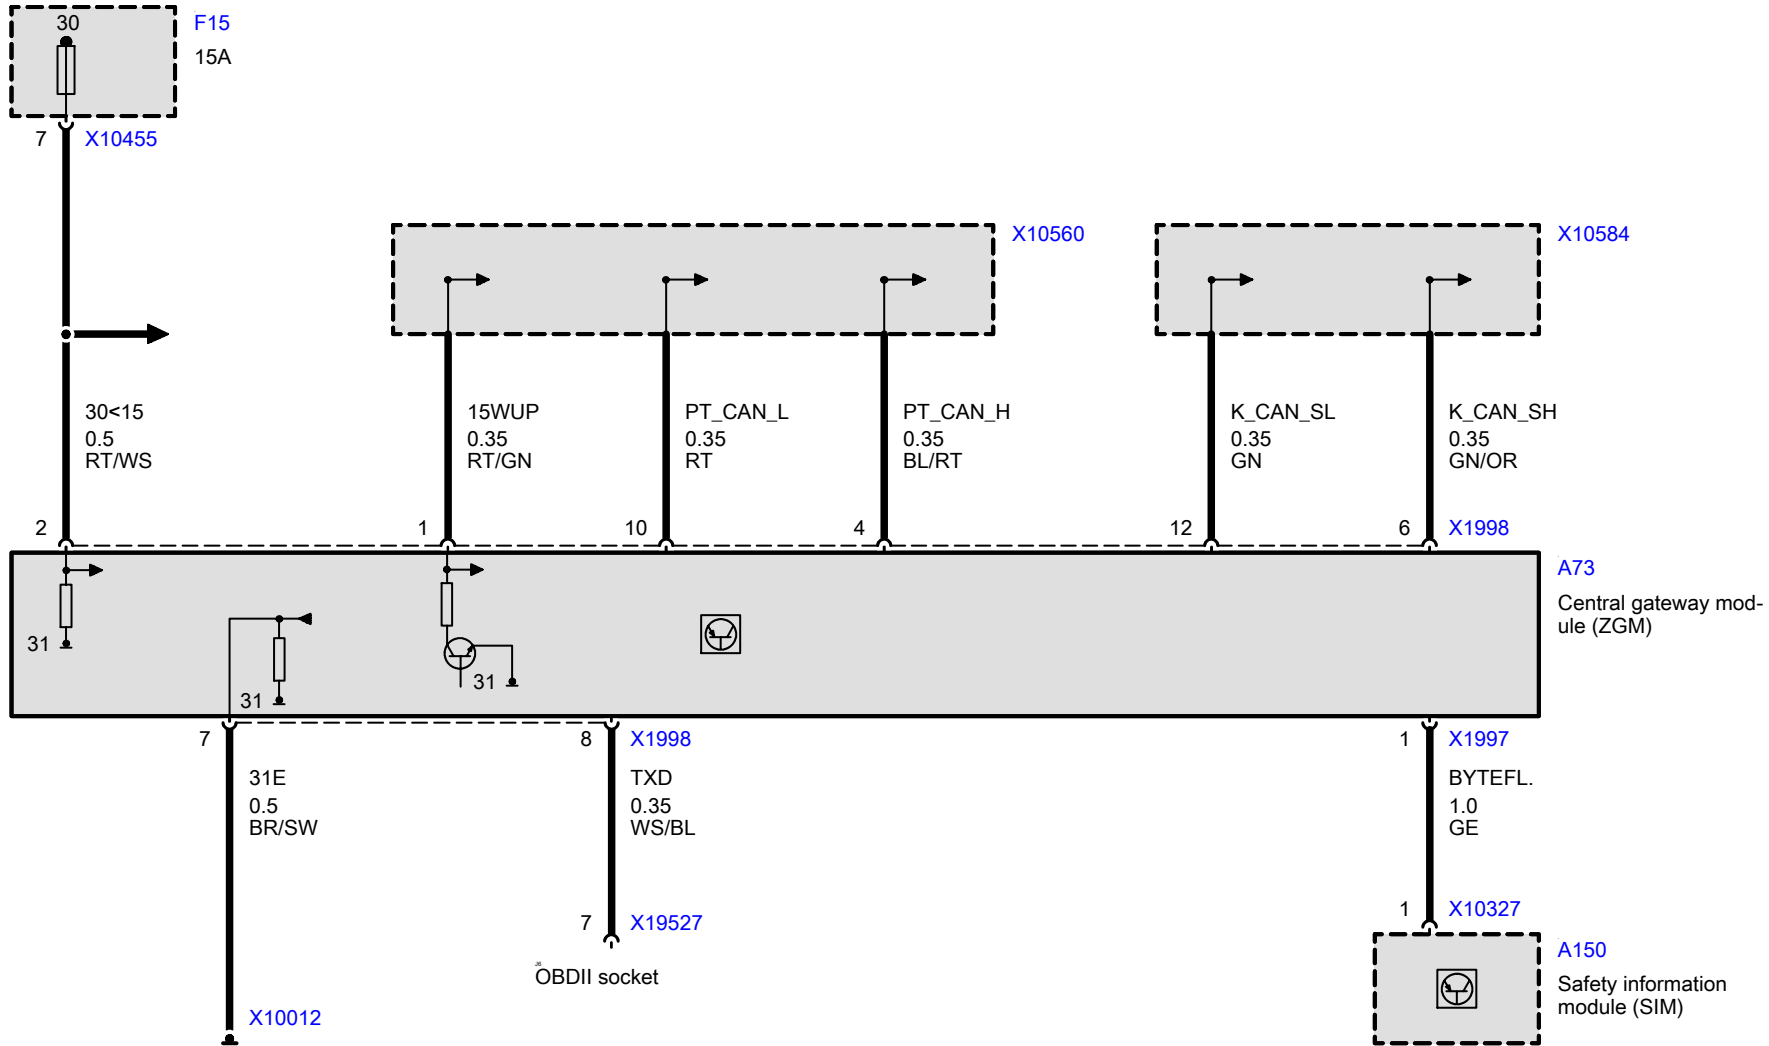 30
F15
15A
7
X10455
X10560
X10584
30<15
0.5
RT/WS
15WUP
0.35
RT/GN
PT_CAN_L
0.35
RT
PT_CAN_H
0.35
BL/RT
K_CAN_SL
0.35
GN
K_CAN_SH
0.35
GN/OR
2
1
10
4
12
6
X1998
A73
Central gateway mod-
ule (ZGM)
31
31
31
7
8
X1998
1
X1997
31E
0.5
BR/SW
TXD
0.35
WS/BL
BYTEFL.
1.0
GE
7
X19527
1
X10327
OBDII socket
A150
Safety information
module (SIM)
X10012